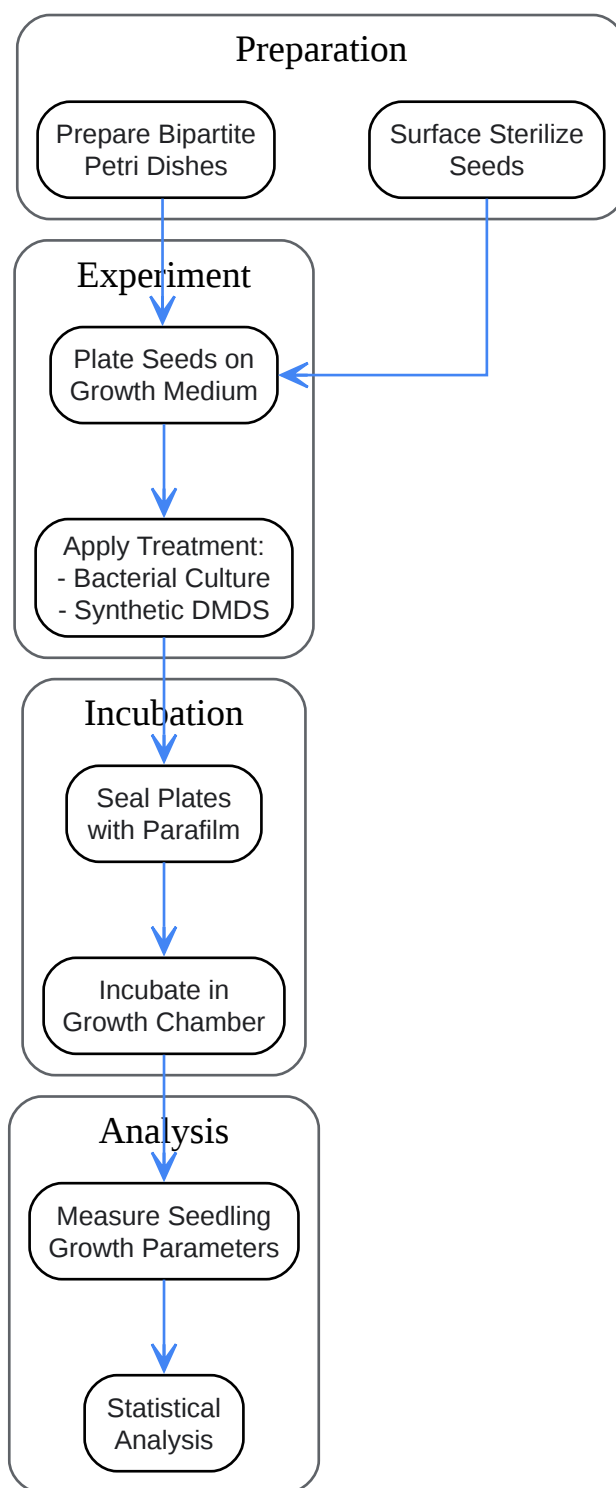 Preparation
Prepare Bipartite
Petri Dishes
Surface Sterilize
Seeds
Experiment
Plate Seeds on
Growth Medium
Apply Treatment:
- Bacterial Culture
- Synthetic DMDS
Incubation
Seal Plates
with Parafilm
Incubate in
Growth Chamber
Analysis
Measure Seedling
Growth Parameters
Statistical
Analysis